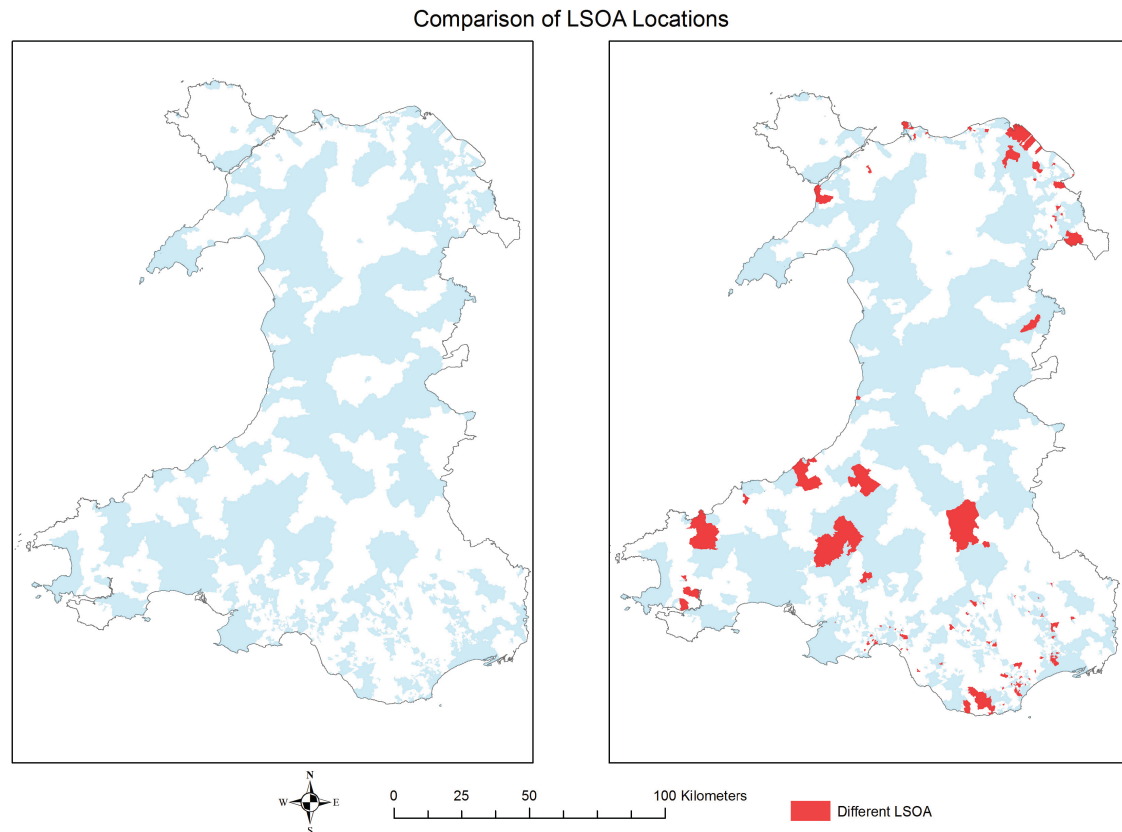 Comparison of LSOA Locations
N
W E
S
0 25 50 100 Kilometers
Different LSOA